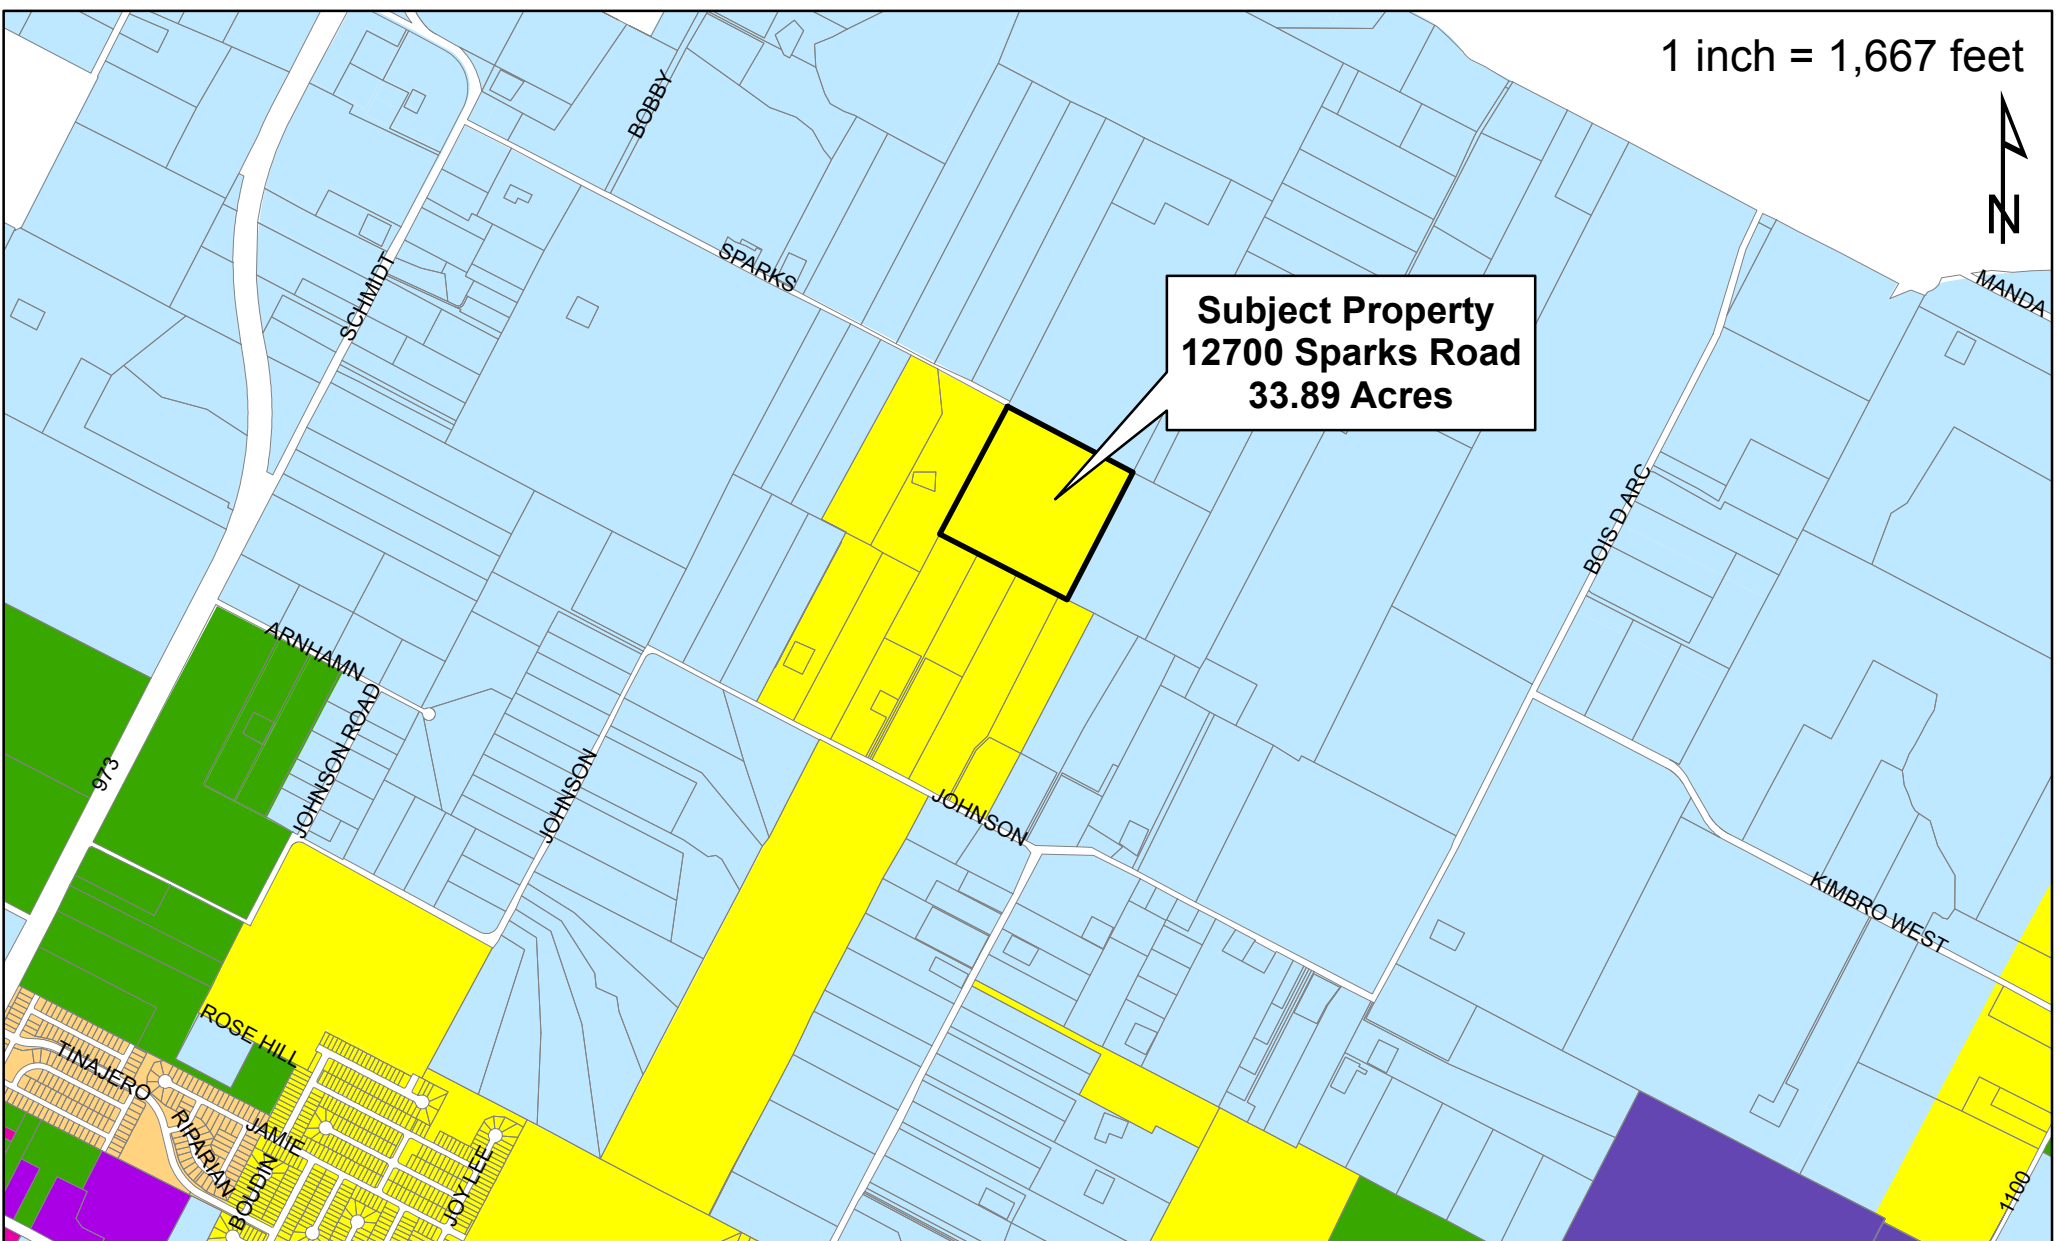 1 inch = 1,667 feet
N
BOBBY
SPARKS
SCHMIDT
MANDA
Subject Property
12700 Sparks Road
33.89 Acres
BOIS D ARC
ARNHAMN
JOHNSON ROAD
973
JOHNSON
JOHNSON
KIMBRO WEST
ROSE HILL
TINAJERO
RIPARIAN
JAMIE
BOUDIN
JOY LEE
1100